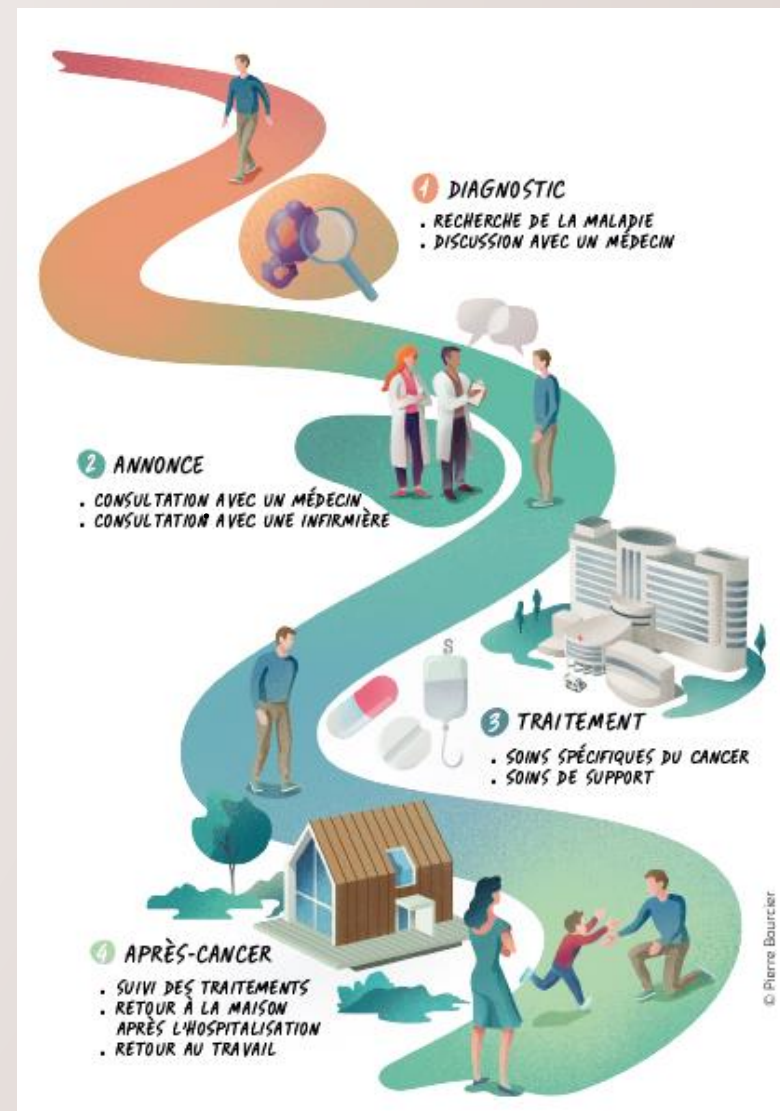 1 DIAGNOSTIC
. RECHERCHE DE LA MALADIE
. DISCUSSION AVEC UN MÉDECIN
2 ANNONCE
. CONSULTATION AVEC UN MÉDECIN
. CONSULTATION AVEC UNE INFIRMIÈRE
S
3 TRAITEMENT
. SOINS SPÉCIFIQUES DU CANCER
. SOINS DE SUPPORT
4 APRÈS-CANCER
. SUIVI DES TRAITEMENTS
. RETOUR À LA MAISON
APRÈS L'HOSPITALISATION
. RETOUR AU TRAVAIL
© Pierre Bourcier